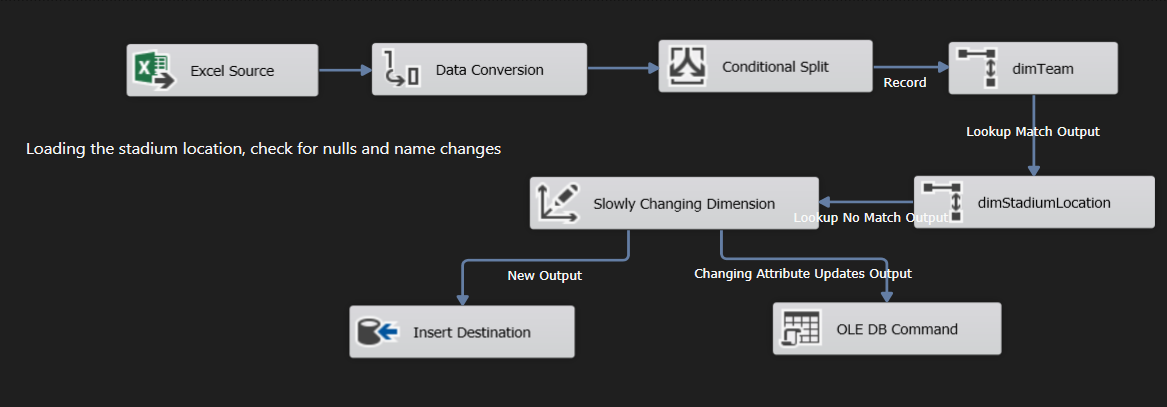 Excel Source
Data Conversion
Conditional Split
Record
dimTeam
Lookup Match Output
Loading the stadium location, check for nulls and name changes
dimStadiumLocation
Lookup No Match Output
Slowly Changing Dimension
New Output
Changing Attribute Updates Output
Insert Destination
OLE DB Command